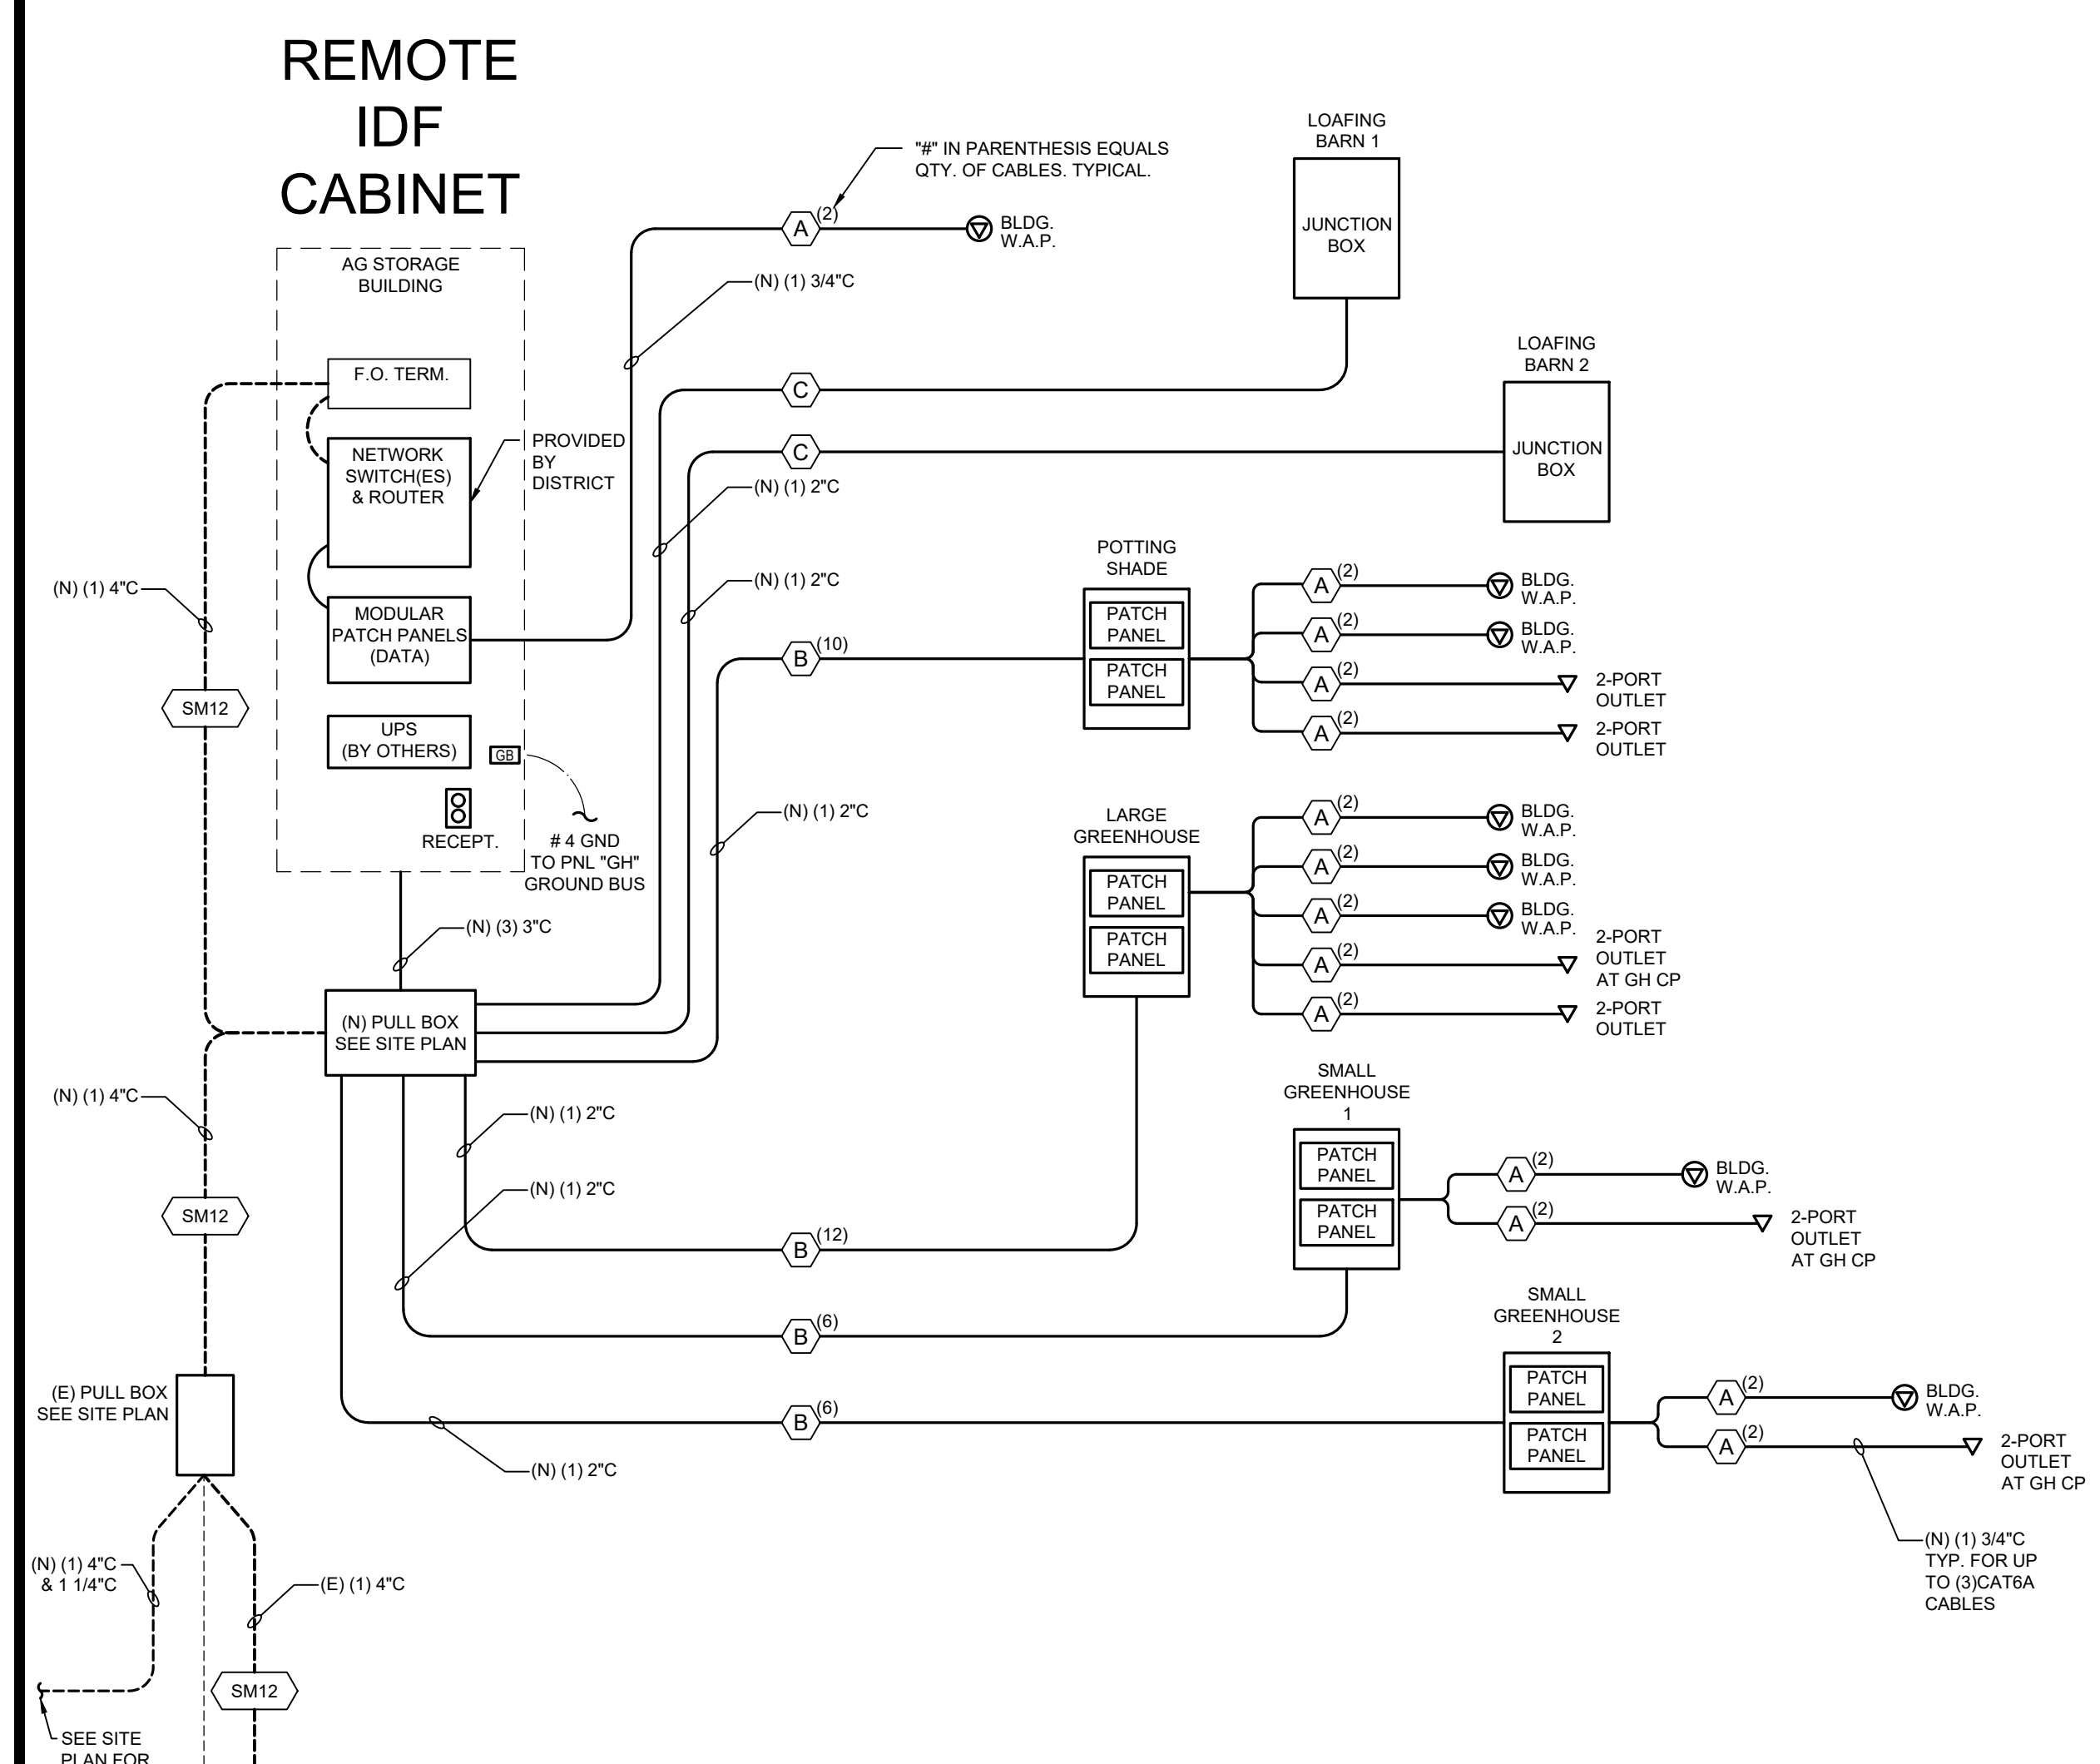 REMOTE
IDF
CABINET
AG STORAGE
BUILDING
F.O. TERM.
NETWORK
SWITCH(ES)
& ROUTER
PROVIDED
BY
DISTRICT
MODULAR
PATCH PANELS
(DATA)
UPS
(BY OTHERS)
GB
RECEPT.
# 4 GND
TO PNL "GH"
GROUND BUS
(N) (1) 4"C
SM12
(N) (3) 3"C
(N) PULL BOX
SEE SITE PLAN
(N) (1) 4"C
SM12
(E) PULL BOX
SEE SITE PLAN
(N) (1) 4"C
& 1 1/4"C
(E) (1) 4"C
SM12
SEE SITE
PLAN FOR
"#" IN PARENTHESIS EQUALS
QTY. OF CABLES. TYPICAL.
A (2)
BLDG.
W.A.P.
(N) (1) 3/4"C
C
LOAFING
BARN 1
JUNCTION
BOX
C
(N) (1) 2"C
LOAFING
BARN 2
JUNCTION
BOX
(N) (1) 2"C
B (10)
(N) (1) 2"C
POTTING
SHADE
PATCH
PANEL
PATCH
PANEL
A (2)
BLDG.
W.A.P.
A (2)
BLDG.
W.A.P.
A (2)
2-PORT
OUTLET
A (2)
2-PORT
OUTLET
LARGE
GREENHOUSE
PATCH
PANEL
PATCH
PANEL
A (2)
BLDG.
W.A.P.
A (2)
BLDG.
W.A.P.
A (2)
BLDG.
W.A.P.
A (2)
2-PORT
OUTLET
AT GH CP
A (2)
2-PORT
OUTLET
(N) (1) 2"C
(N) (1) 2"C
B (12)
B (6)
B (6)
(N) (1) 2"C
SMALL
GREENHOUSE
1
PATCH
PANEL
PATCH
PANEL
A (2)
BLDG.
W.A.P.
A (2)
2-PORT
OUTLET
AT GH CP
SMALL
GREENHOUSE
2
PATCH
PANEL
PATCH
PANEL
A (2)
BLDG.
W.A.P.
A (2)
2-PORT
OUTLET
AT GH CP
(N) (1) 3/4"C
TYP. FOR UP
TO (3)CAT6A
CABLES